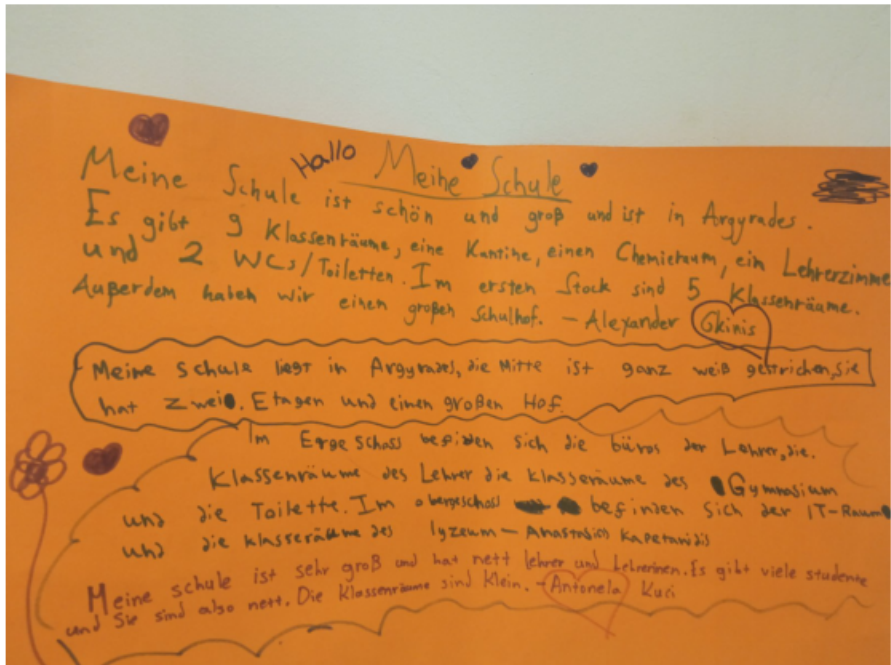 Hallo Meine Schule
Meine Schule ist schön und groß und ist in Argyrades.
Es gibt 9 Klassenräume, eine Kantine, einen Chemieraum, ein Lehrerzimme
und 2 WCs/Toiletten. Im ersten Stock sind 5 Klassenräume.
Außerdem haben wir einen großen Schulhof. - Alexander Gkinis
Meine schule liegt in Argyrades, die Mitte ist ganz weiß gestrichen, sie
hat zwei. Etagen und einen großen Hof.
Im Ergeschoss befinden sich die büros der Lehrer, die.
Klassenräume des Lehrer die klasseräume des Gymnasium
und die Toilette. Im obergeschoss befinden sich der IT-Raum
und die klasseräume des lyzeum - Anastasios Kapetanidis
Meine schule ist sehr groß und hat nett lehrer und Lehrerinen. Es gibt viele studente
und Sie sind also nett. Die Klassenräume sind Klein. - Antonela Kuci